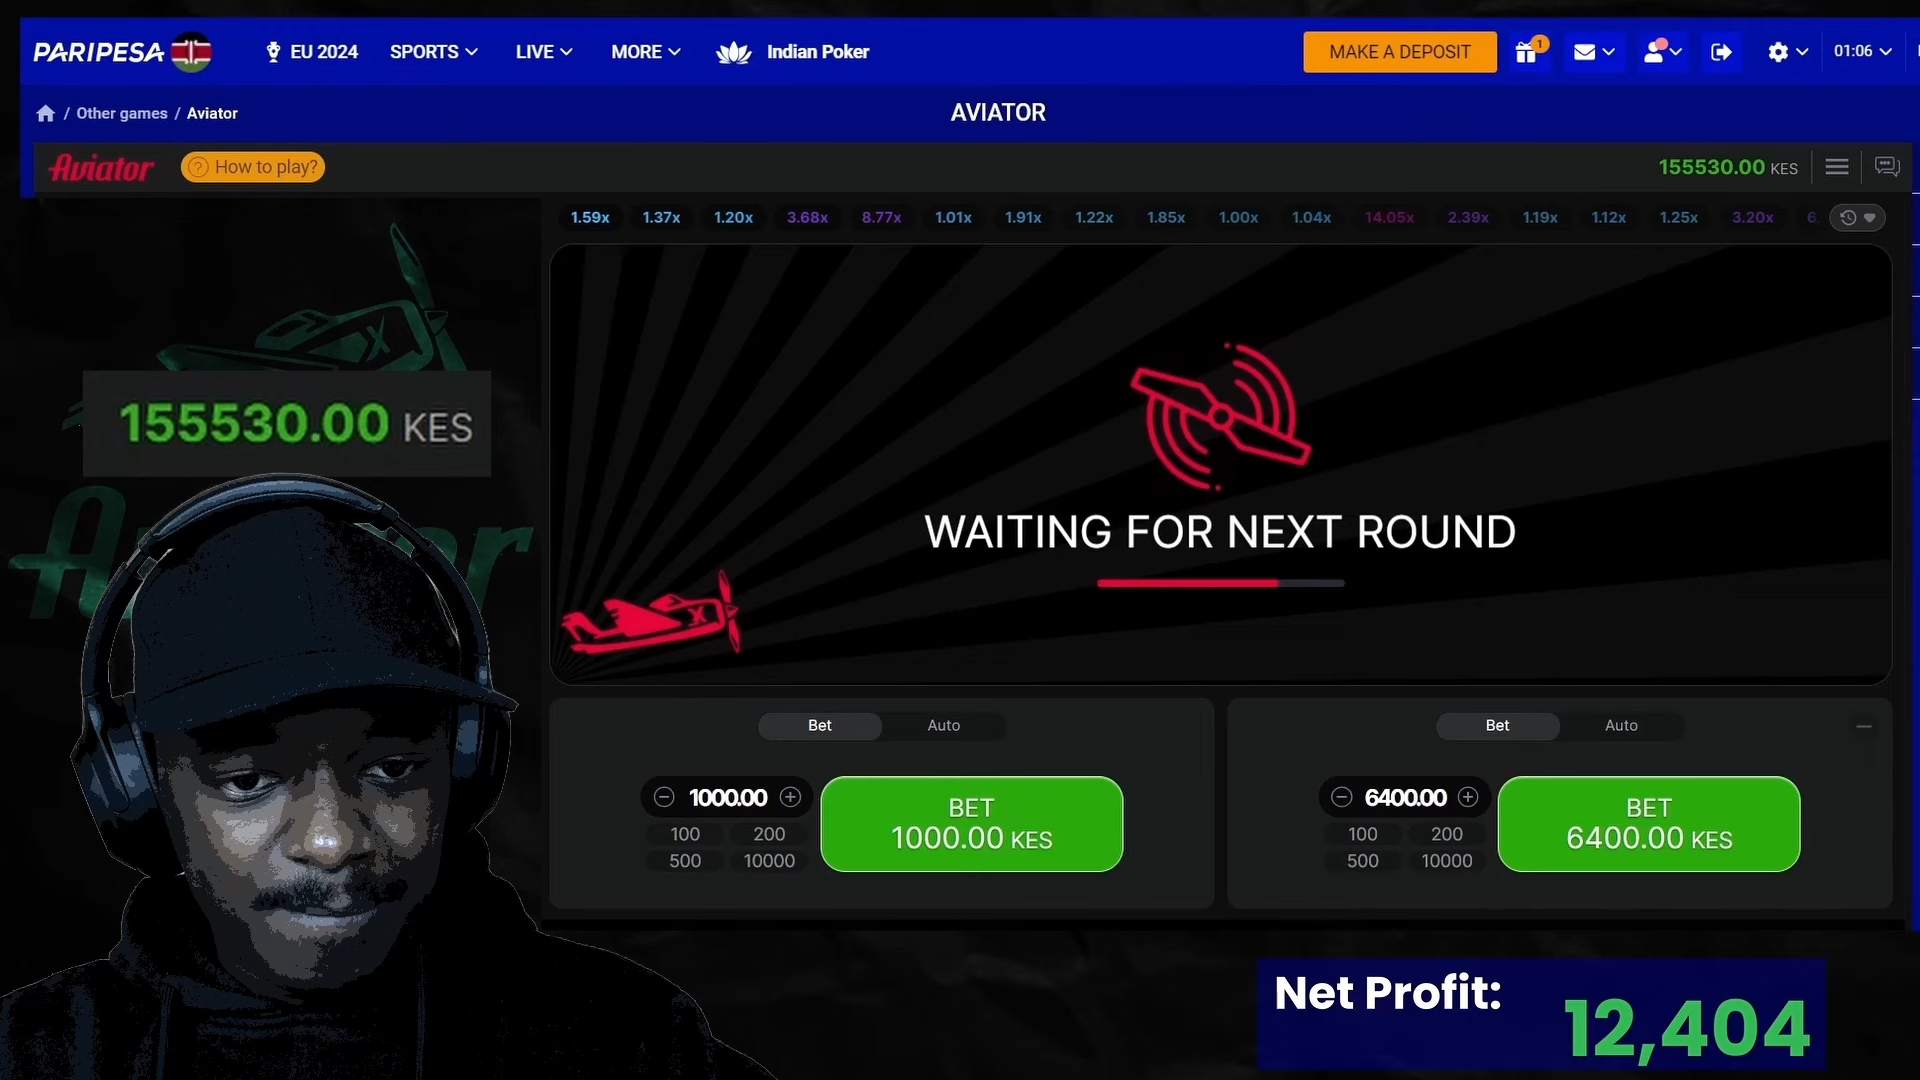 PARIPESA EU 2024 SPORTS LIVE MORE Indian Poker MAKE A DEPOSIT 1 01:06
/ Other games / Aviator
AVIATOR
Aviator ? How to play? 155530.00 KES
1.59x 1.37x 1.20x 3.68x 8.77x 1.01x 1.91x 1.22x 1.85x 1.00x 1.04x 14.05x 2.39x 1.19x 1.12x 1.25x 3.20x 6.
X
155530.00 KES
WAITING FOR NEXT ROUND
X
Bet Auto
1000.00
100 200
500 10000
BET
1000.00 KES
Bet Auto
6400.00
100 200
500 10000
BET
6400.00 KES
Net Profit:
12,404